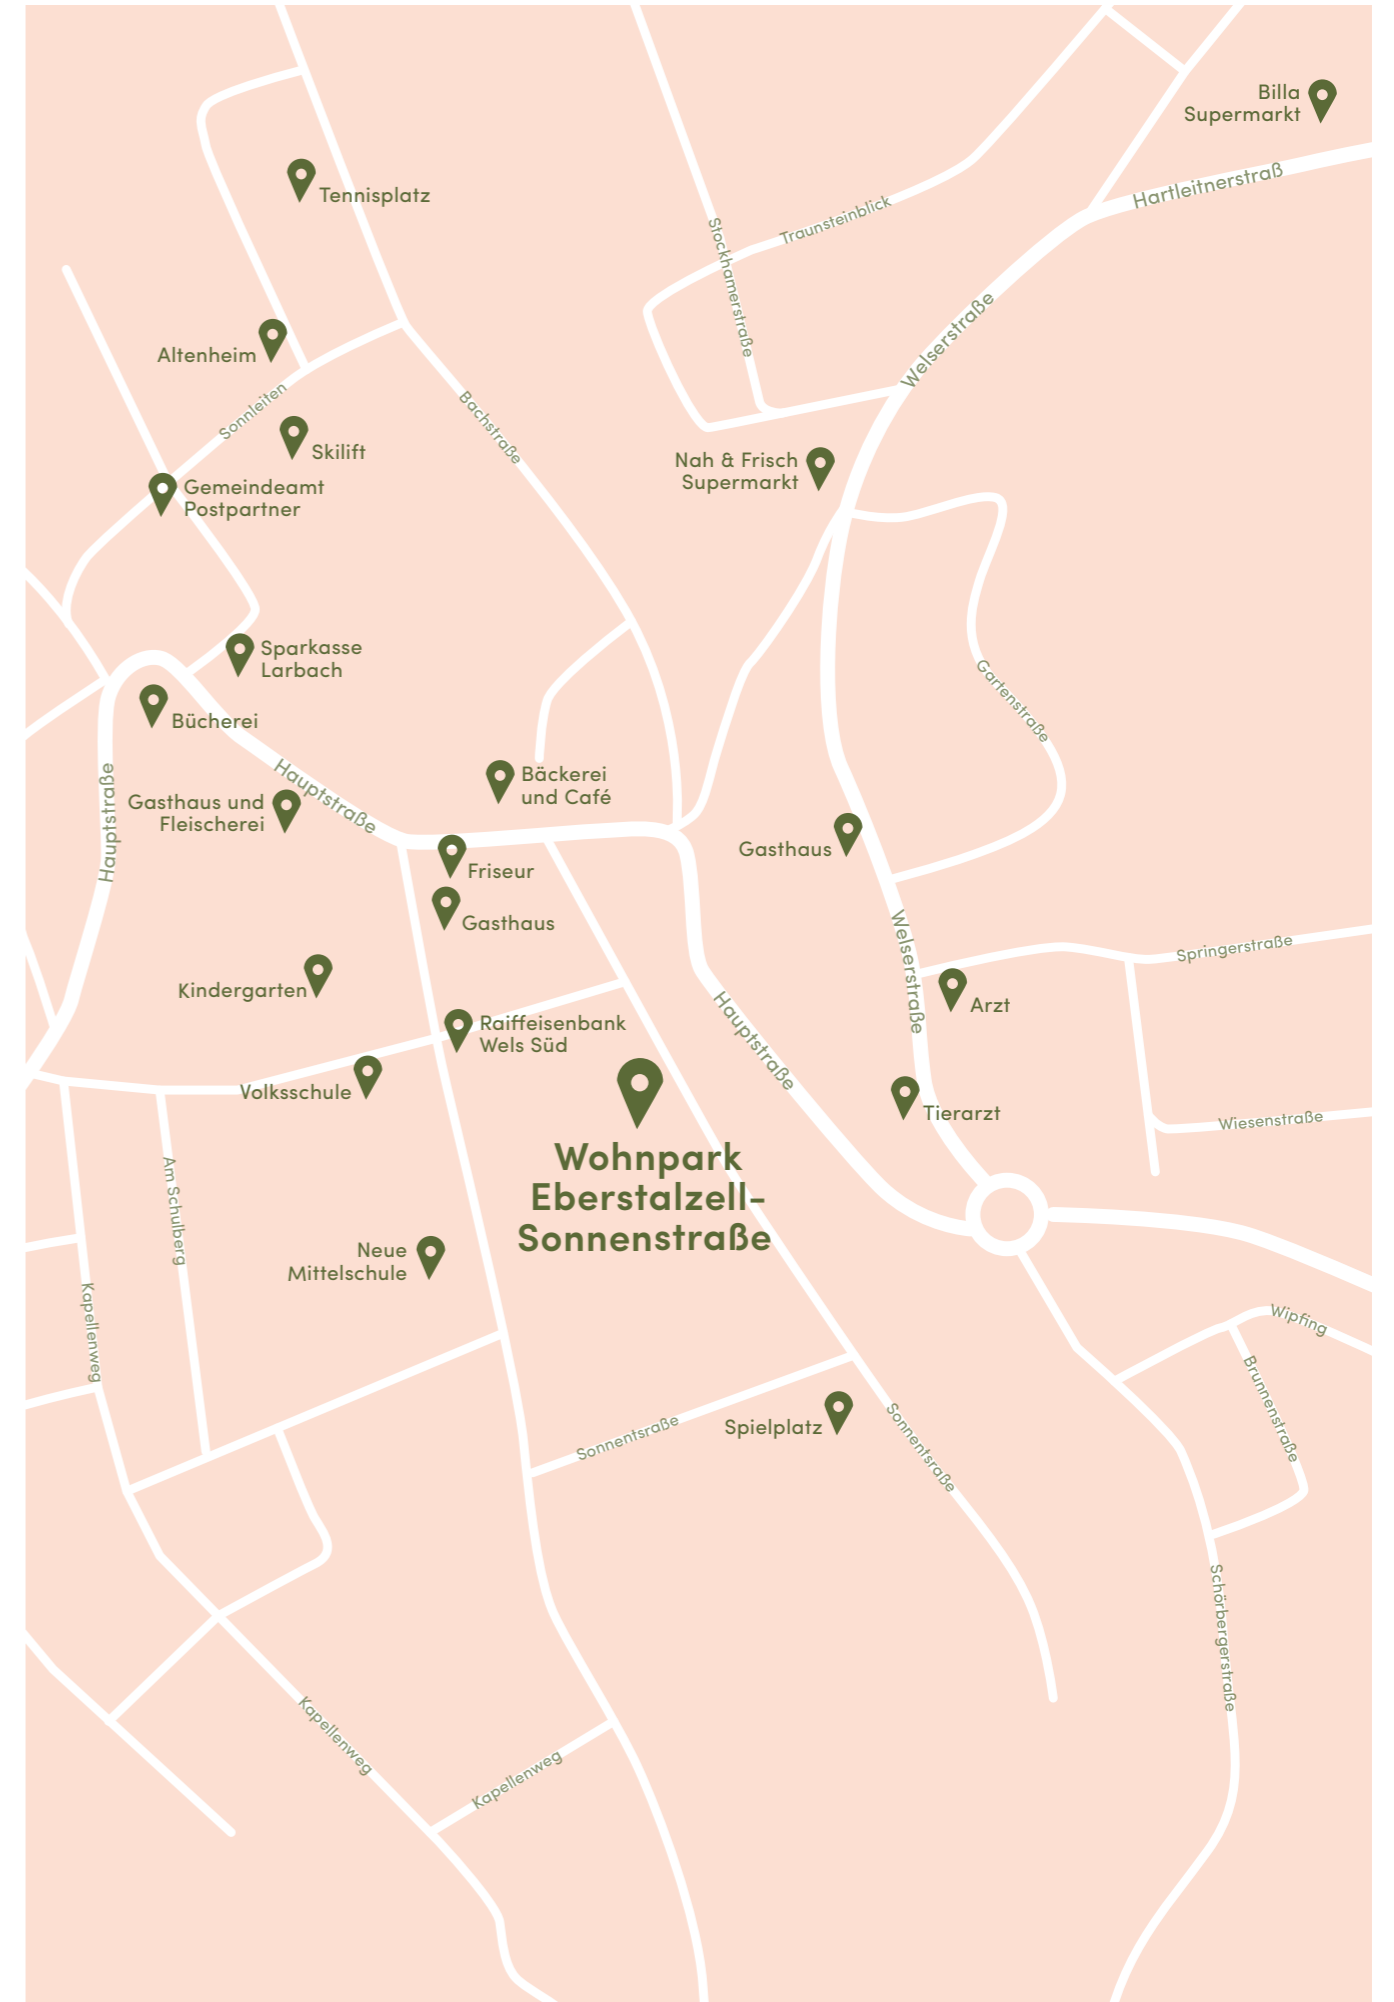 Billa
Supermarkt
Hartleitnerstraß
Tennisplatz
Traunsteinblick
Stockhamerstraße
Welserstraße
Altenheim
Sonnleiten
Bachstraße
Skilift
Nah & Frisch
Supermarkt
Gemeindeamt
Postpartner
Sparkasse
Larbach
Gartenstraße
Bücherei
Hauptstraße
Hauptstraße
Bäckerei
und Café
Gasthaus und
Fleischerei
Gasthaus
Friseur
Gasthaus
Welserstraße
Springerstraße
Kindergarten
Arzt
Raiffeisenbank
Wels Süd
Hauptstraße
Volksschule
Tierarzt
Wiesenstraße
Wohnpark
Eberstalzell-
Sonnenstraße
Am Schulberg
Neue
Mittelschule
Kapellenweg
Wipfing
Brunnenstraße
Spielplatz
Sonnentsraße
Sonnentsraße
Schörbergerstraße
Kapellenweg
Kapellenweg